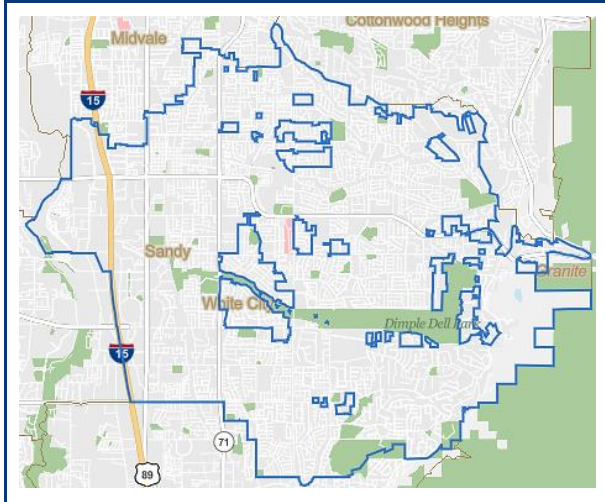 Cottonwood Heights
Midvale
15
Sandy
Granite
White City
Dimple Dell Park
15
71
89